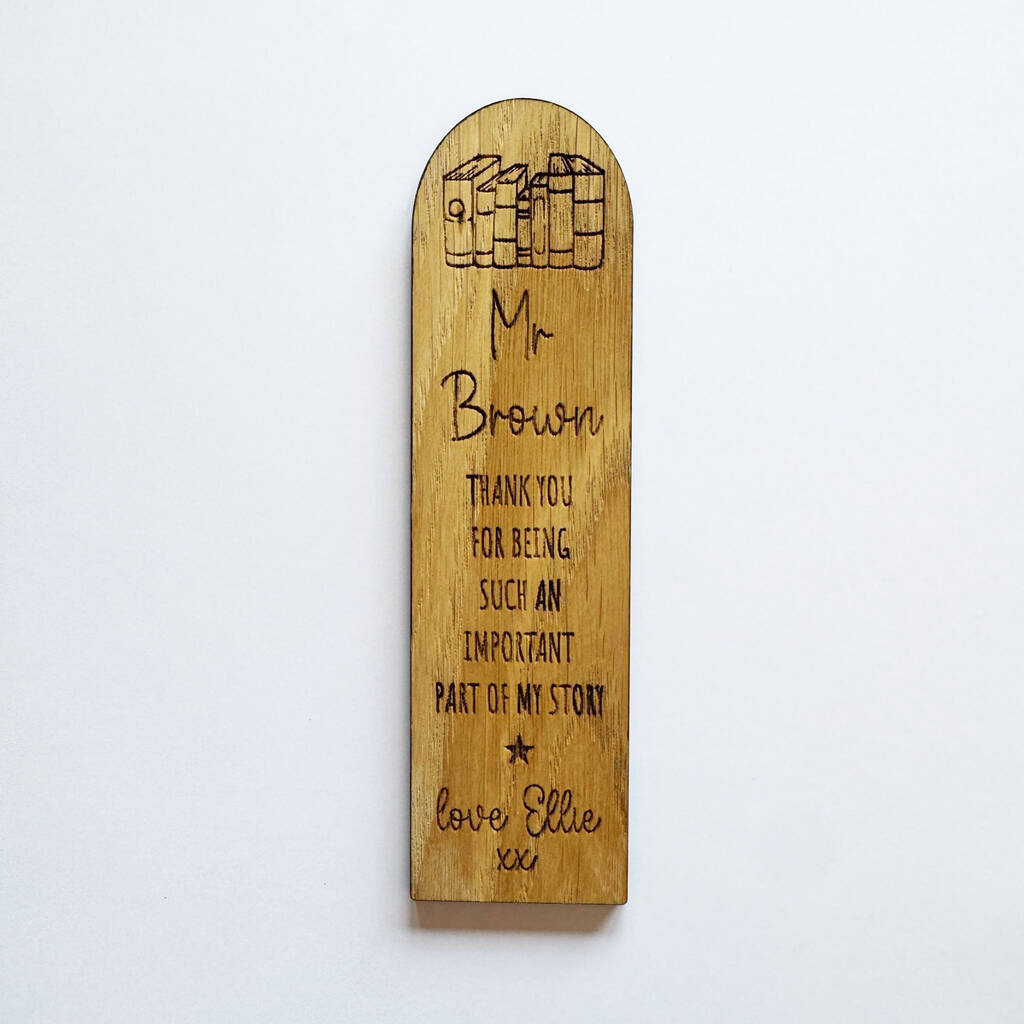 Mr
Brown
THANK YOU
FOR BEING
SUCH AN
IMPORTANT
PART OF MY STORY
love Ellie
xx